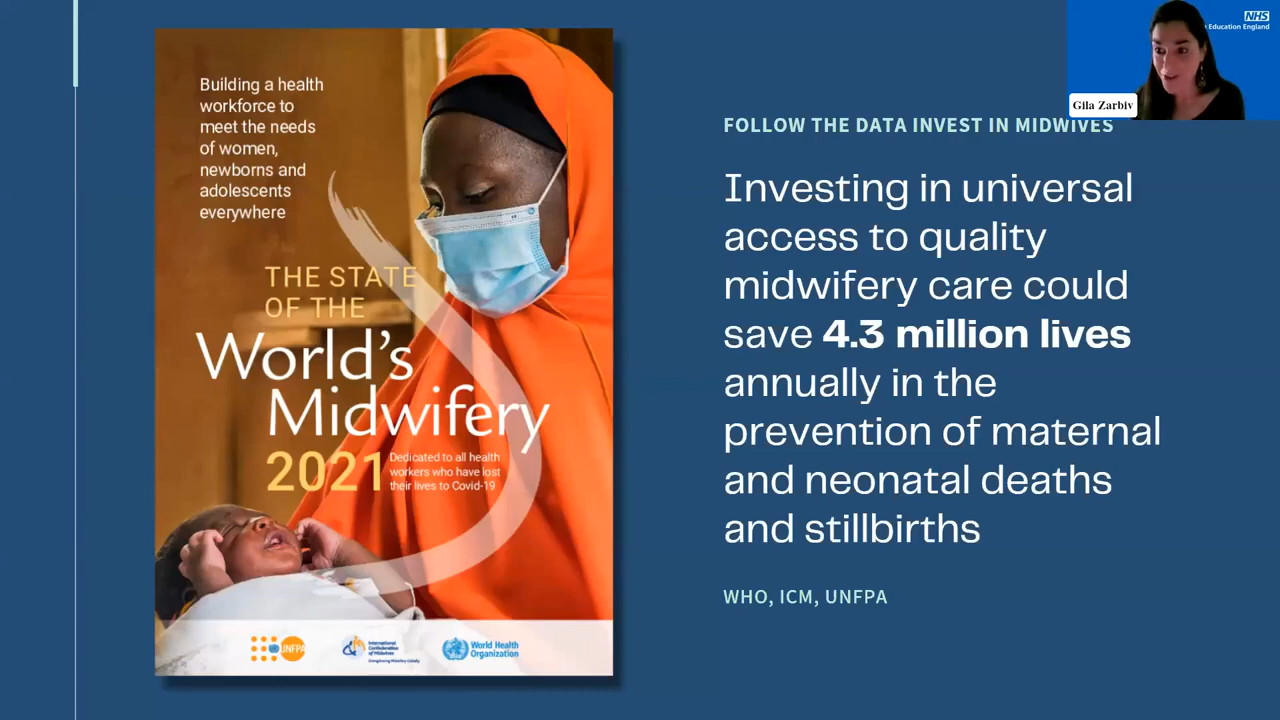 Building a health
workforce to
meet the needs
of women,
newborns and
adolescents
everywhere
THE STATE
OF THE
World's
Midwifery
2021
Dedicated to all health
workers who have lost
their lives to Covid-19
UNFPA
International
Confederation
of Midwives
Strengthening Midwifery Globally
World Health
Organization
NHS
Education England
Gila Zarbiv
FOLLOW THE DATA INVEST IN MIDWIVES
Investing in universal
access to quality
midwifery care could
save 4.3 million lives
annually in the
prevention of maternal
and neonatal deaths
and stillbirths
WHO, ICM, UNFPA